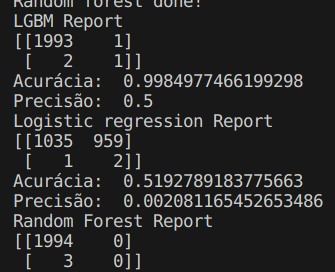 Random forest done!
LGBM Report
[[1993    1]
 [   2    1]]
Acurácia:  0.9984977466199298
Precisão:  0.5
Logistic regression Report
[[1035  959]
 [   1    2]]
Acurácia:  0.5192789183775663
Precisão:  0.002081165452653486
Random Forest Report
[[1994    0]
 [   3    0]]